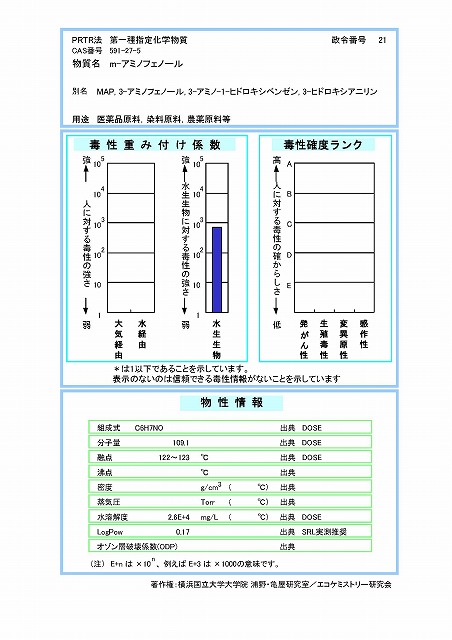 PRTR法 第一種指定化学物質 政令番号 21
CAS番号 591-27-5
物質名 m-アミノフェノール
別名 MAP, 3-アミノフェノール, 3-アミノ-1-ヒドロキシベンゼン, 3-ヒドロキシアニリン
用途 医薬品原料, 染料原料, 農薬原料等
毒性重み付け係数
強 ← 人に対する毒性の強さ → 弱
10^5
10^4
10^3
10^2
10^1
1
大気経由
水経由
強 ← 水生生物に対する毒性の強さ → 弱
10^5
10^4
10^3
10^2
10^1
1
水生生物
毒性確度ランク
高 ← 人に対する毒性の確からしさ → 低
A
B
C
D
E
発がん性
生殖毒性
変異原性
感作性
*は1以下であることを示しています。
表示のないのは信頼できる毒性情報がないことを示しています
物性情報
組成式 C6H7NO 出典 DOSE
分子量 109.1 出典 DOSE
融点 122～123 ℃ 出典 DOSE
沸点 ℃ 出典
密度 g/cm³ ( ℃) 出典
蒸気圧 Torr ( ℃) 出典
水溶解度 2.6E+4 mg/L ( ℃) 出典 DOSE
LogPow 0.17 出典 SRL実測推奨
オゾン層破壊係数(ODP) 出典
(注) E+n は ×10^n、例えば E+3 は ×1000の意味です。
著作権:横浜国立大学大学院 浦野・亀屋研究室／エコケミストリー研究会